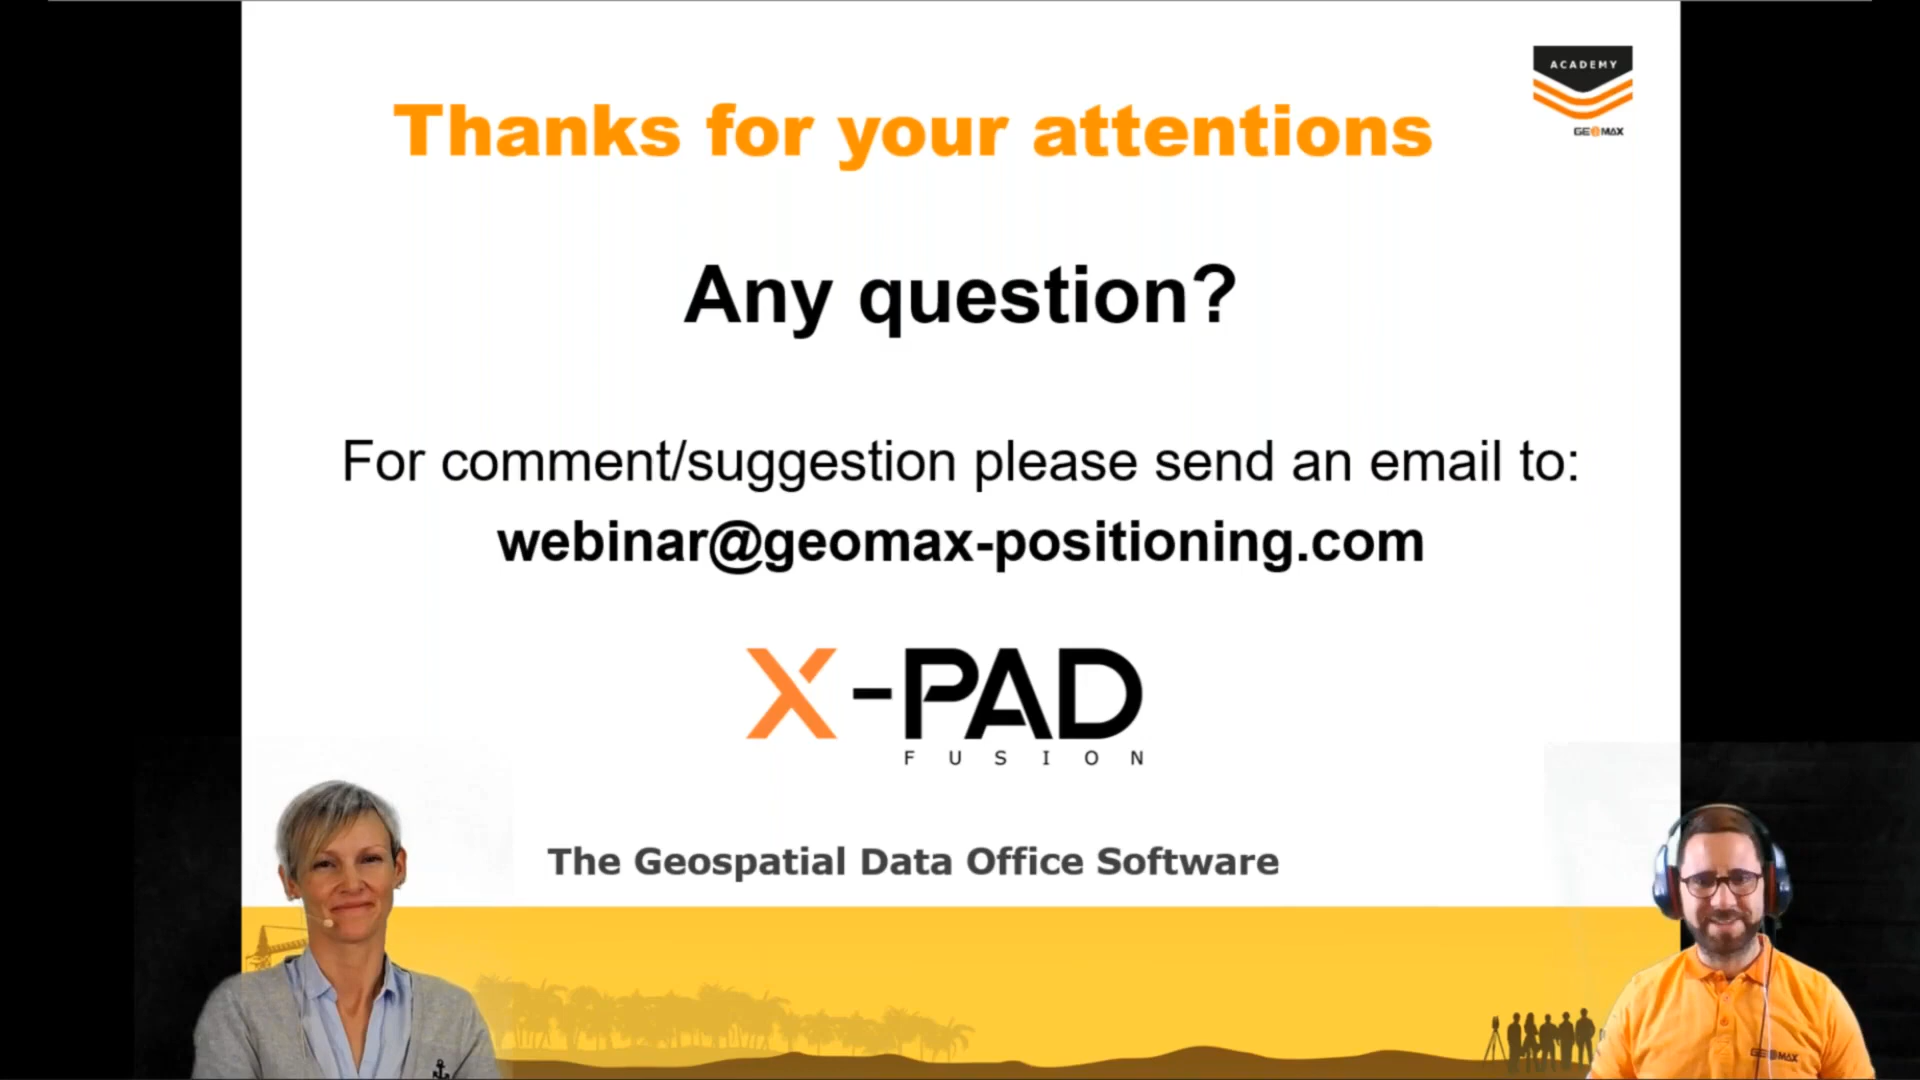 ACADEMY
GEOMAX
Thanks for your attentions
Any question?
For comment/suggestion please send an email to:
webinar@geomax-positioning.com
X-PAD
FUSION
The Geospatial Data Office Software
GEOMAX